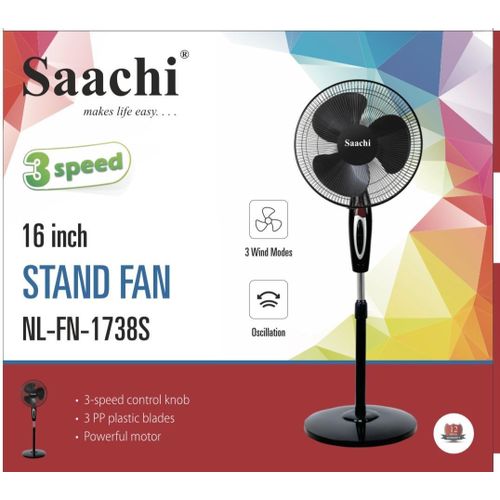 Saachi®
makes life easy. . . .
3 speed
16 inch
STAND FAN
NL-FN-1738S
Saachi
3 Wind Modes
Oscillation
• 3-speed control knob
• 3 PP plastic blades
• Powerful motor
12